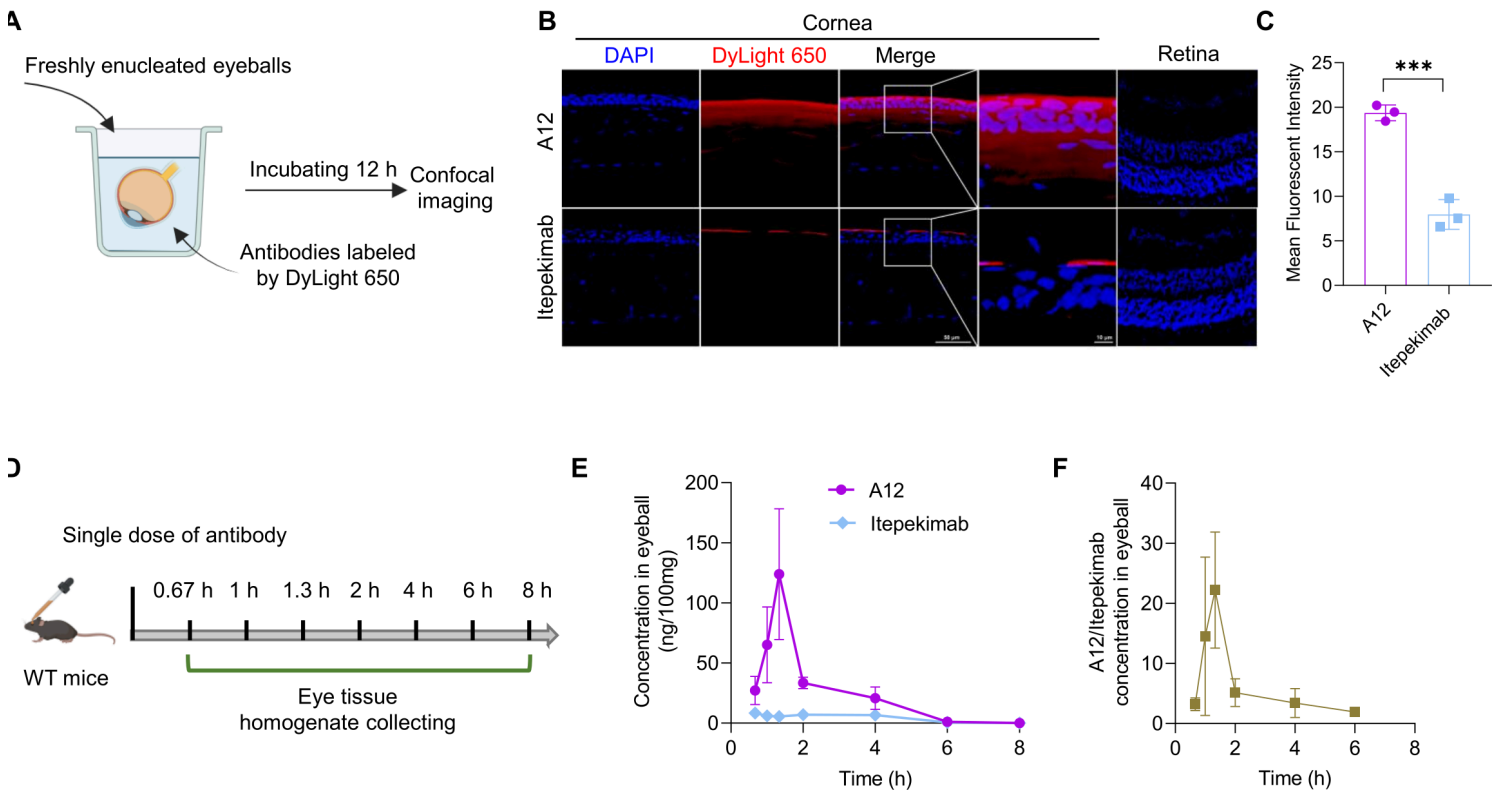 A
Freshly enucleated eyeballs
Incubating 12 h
Confocal
imaging
Antibodies labeled
by DyLight 650
B
Cornea
DAPI
DyLight 650
Merge
Retina
A12
Itepekimab
50 μm
10 μm
C
Mean Fluorescent Intensity
25
20
15
10
5
0
***
A12
Itepekimab
D
Single dose of antibody
0.67 h
1 h
1.3 h
2 h
4 h
6 h
8 h
WT mice
Eye tissue
homogenate collecting
E
Concentration in eyeball
(ng/100mg)
200
150
100
50
0
A12
Itepekimab
0
2
4
6
8
Time (h)
F
A12/Itepekimab
concentration in eyeball
40
30
20
10
0
0
2
4
6
8
Time (h)